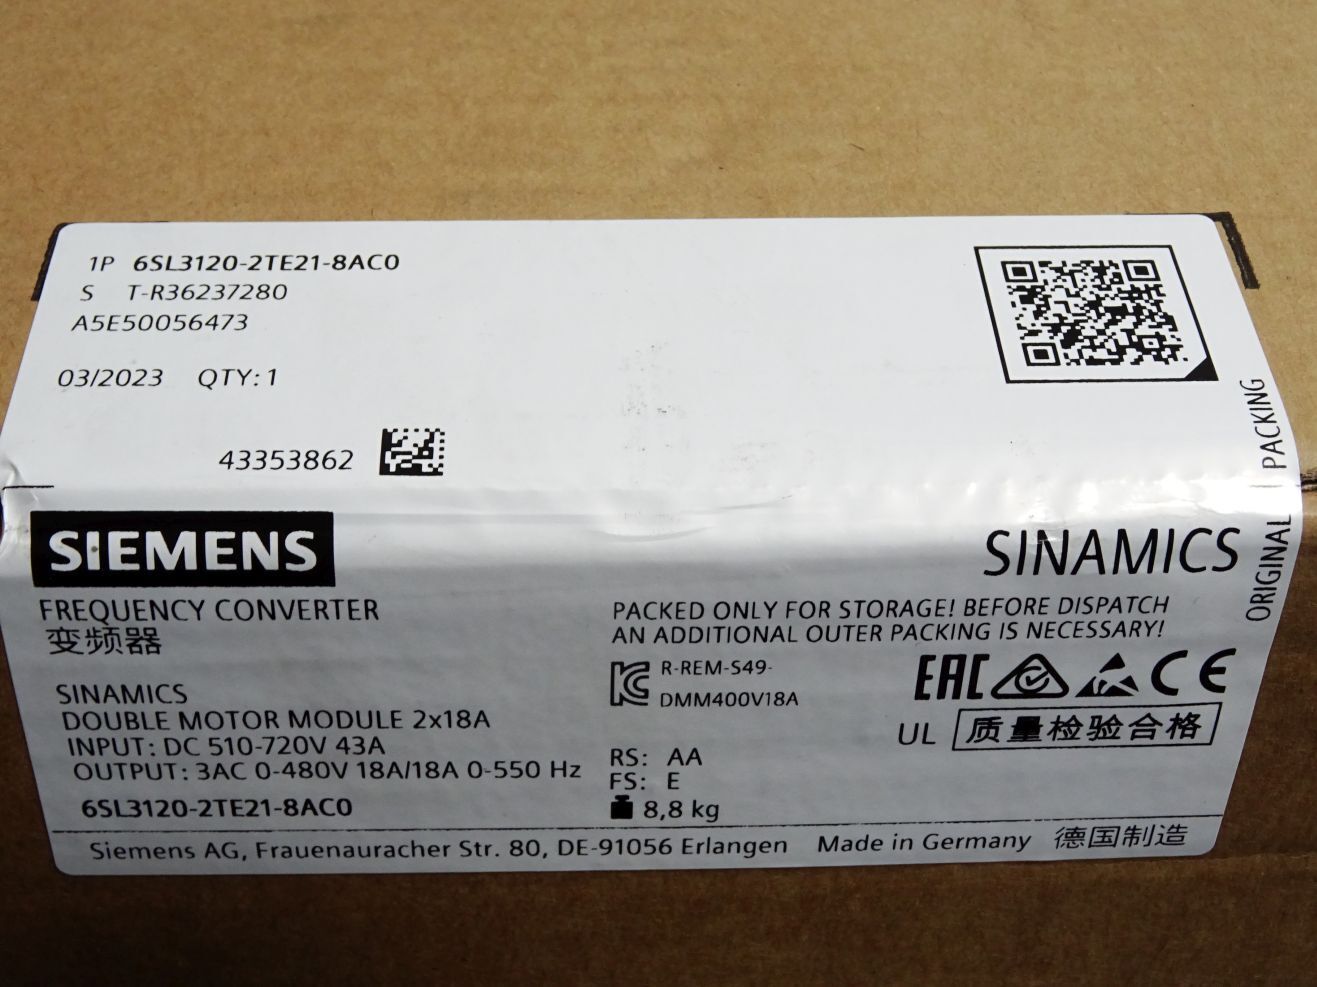 1P 6SL3120-2TE21-8AC0
S T-R36237280
A5E50056473
03/2023 QTY: 1
43353862
ORIGINAL PACKING
SIEMENS
SINAMICS
FREQUENCY CONVERTER
变频器
PACKED ONLY FOR STORAGE! BEFORE DISPATCH
AN ADDITIONAL OUTER PACKING IS NECESSARY!
R-REM-S49-
DMM400V18A
EAC CE
UL 质量检验合格
SINAMICS
DOUBLE MOTOR MODULE 2x18A
INPUT: DC 510-720V 43A
OUTPUT: 3AC 0-480V 18A/18A 0-550 Hz
6SL3120-2TE21-8AC0
RS: AA
FS: E
8,8 kg
Siemens AG, Frauenauracher Str. 80, DE-91056 Erlangen Made in Germany 德国制造